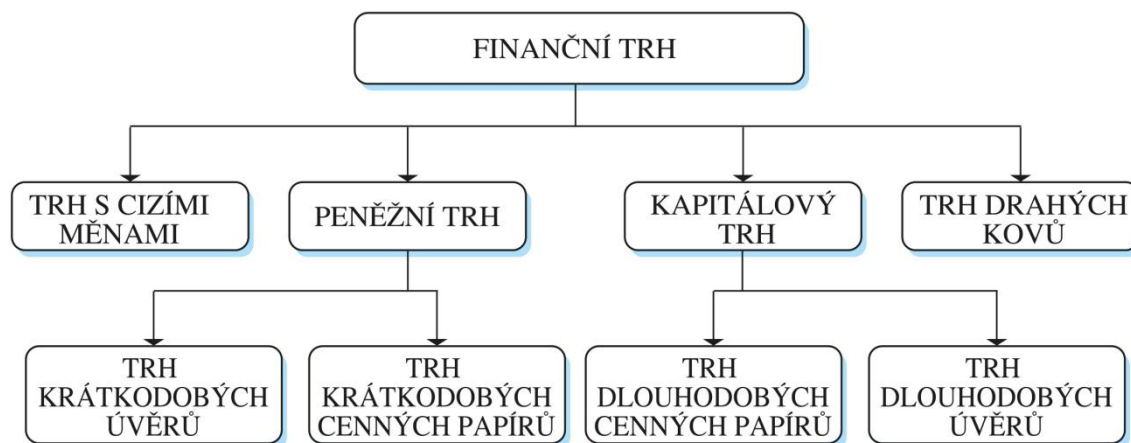 FINANČNÍ TRH
TRH S CIZÍMI
MĚNAMI
PENĚŽNÍ TRH
KAPITÁLOVÝ
TRH
TRH DRAHÝCH
KOVŮ
TRH
KRÁTKODOBÝCH
ÚVĚRŮ
TRH
KRÁTKODOBÝCH
CENNÝCH PAPÍRŮ
TRH
DLOUHODOBÝCH
CENNÝCH PAPÍRŮ
TRH
DLOUHODOBÝCH
ÚVĚRŮ